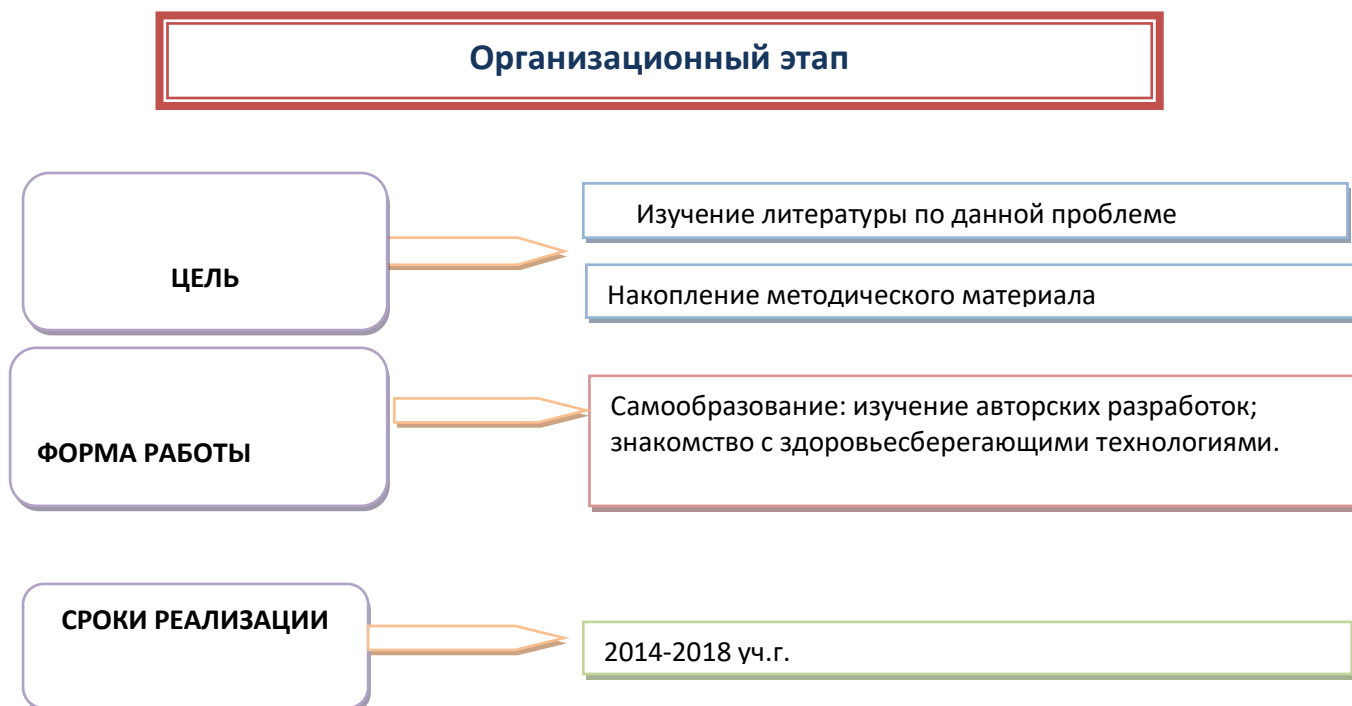 Организационный этап
ЦЕЛЬ
Изучение литературы по данной проблеме
Накопление методического материала
ФОРМА РАБОТЫ
Самообразование: изучение авторских разработок;
знакомство с здоровьесберегающими технологиями.
СРОКИ РЕАЛИЗАЦИИ
2014-2018 уч.г.